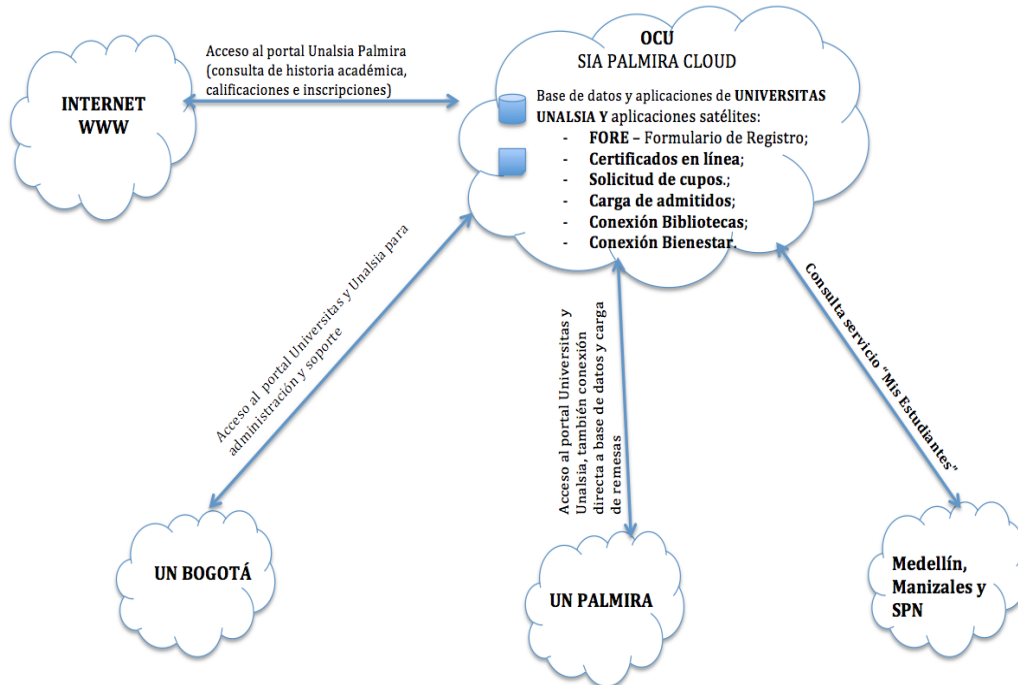 Acceso al portal Unalsia Palmira
(consulta de historia académica,
calificaciones e inscripciones)
INTERNET
WWW
OCU
SIA PALMIRA CLOUD
Base de datos y aplicaciones de UNIVERSITAS
UNALSIA Y aplicaciones satélites:
- FORE – Formulario de Registro;
- Certificados en línea;
- Solicitud de cupos.;
- Carga de admitidos;
- Conexión Bibliotecas;
- Conexión Bienestar.
Acceso al portal Universitas y Unalsia para
administración y soporte
Acceso al portal Universitas y
Unalsia, también conexión
directa a base de datos y carga
de remesas
Consulta servicio “Mis Estudiantes”
UN BOGOTÁ
UN PALMIRA
Medellín,
Manizales y
SPN